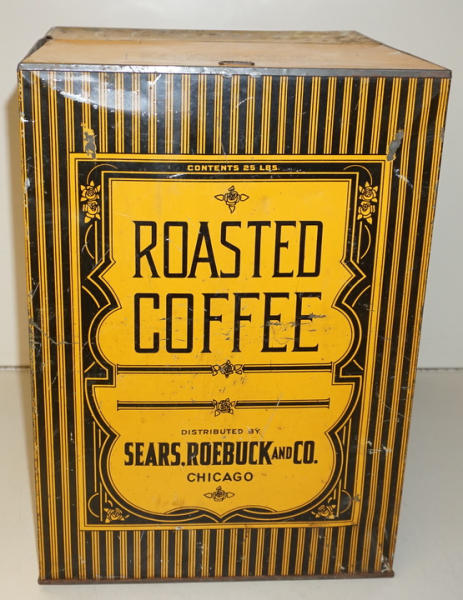 CONTENTS 25 LBS.
ROASTED
COFFEE
DISTRIBUTED BY
SEARS, ROEBUCK AND CO.
CHICAGO